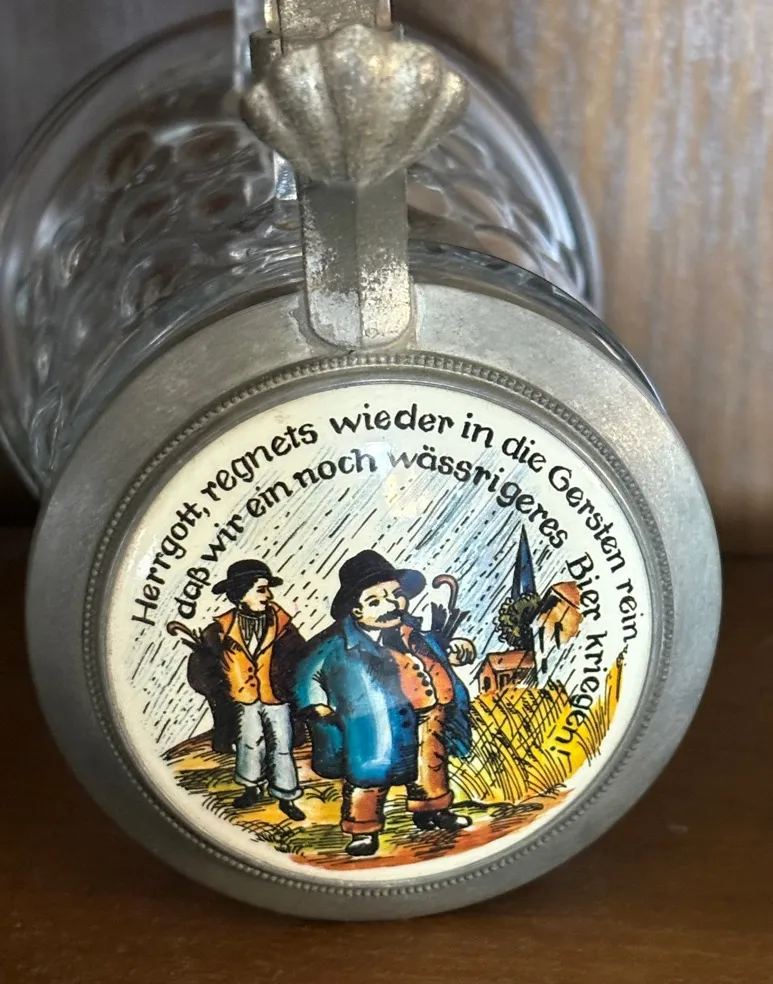 Herrgott, regnets wieder in die Gersten rein,
daß wir ein noch wässrigeres Bier kriegen!